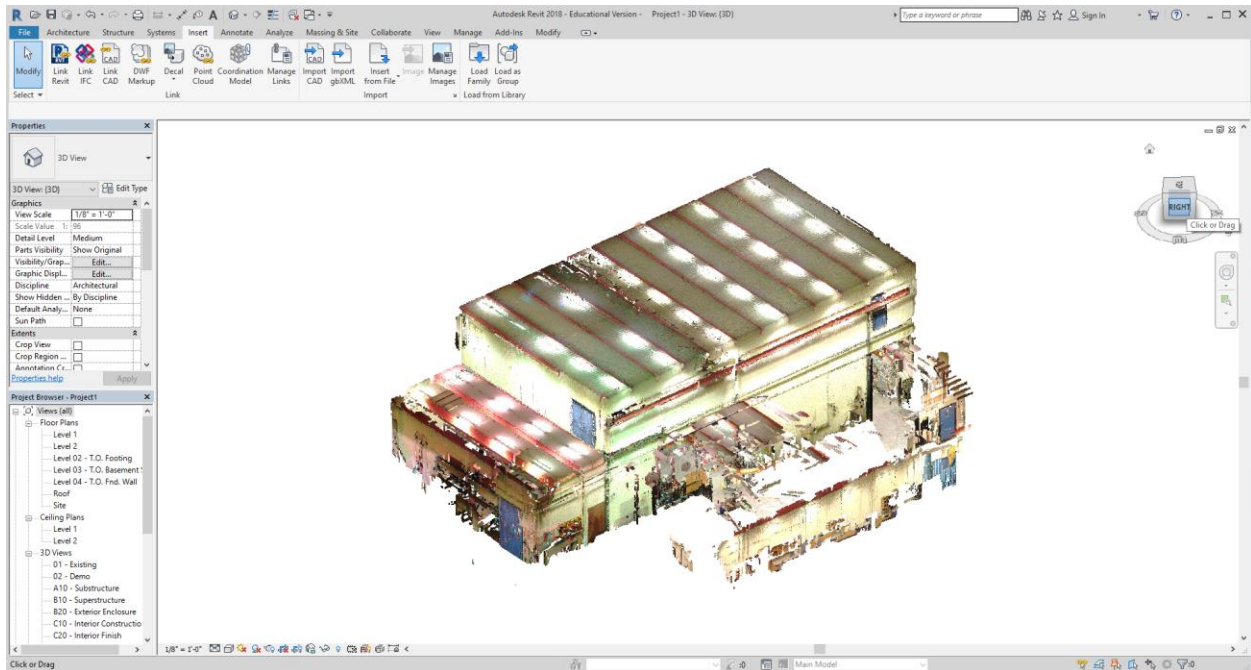 Autodesk Revit 2018 - Educational Version - Project1 - 3D View: {3D}
Type a keyword or phrase
Sign In
File Architecture Structure Systems Insert Annotate Analyze Massing & Site Collaborate View Manage Add-Ins Modify
Modify Link Revit Link IFC Link CAD DWF Markup Decal Point Cloud Coordination Model Manage Links Import CAD Import gbXML Insert from File Image Manage Images Load Family Load as Group
Select Link Import Load from Library
Properties
3D View
3D View: {3D} Edit Type
Graphics
View Scale 1/8" = 1'-0"
Scale Value 1: 96
Detail Level Medium
Parts Visibility Show Original
Visibility/Grap... Edit...
Graphic Displ... Edit...
Discipline Architectural
Show Hidden ... By Discipline
Default Analy... None
Sun Path
Extents
Crop View
Crop Region ...
Annotation Cr...
Properties help Apply
Project Browser - Project1
Views (all)
Floor Plans
Level 1
Level 2
Level 02 - T.O. Footing
Level 03 - T.O. Basement
Level 04 - T.O. Fnd. Wall
Roof
Site
Ceiling Plans
Level 1
Level 2
3D Views
01 - Existing
02 - Demo
A10 - Substructure
B10 - Superstructure
B20 - Exterior Enclosure
C10 - Interior Constructio
C20 - Interior Finish
RIGHT
Click or Drag
1/8" = 1'-0"
Click or Drag
:0
Main Model
:0